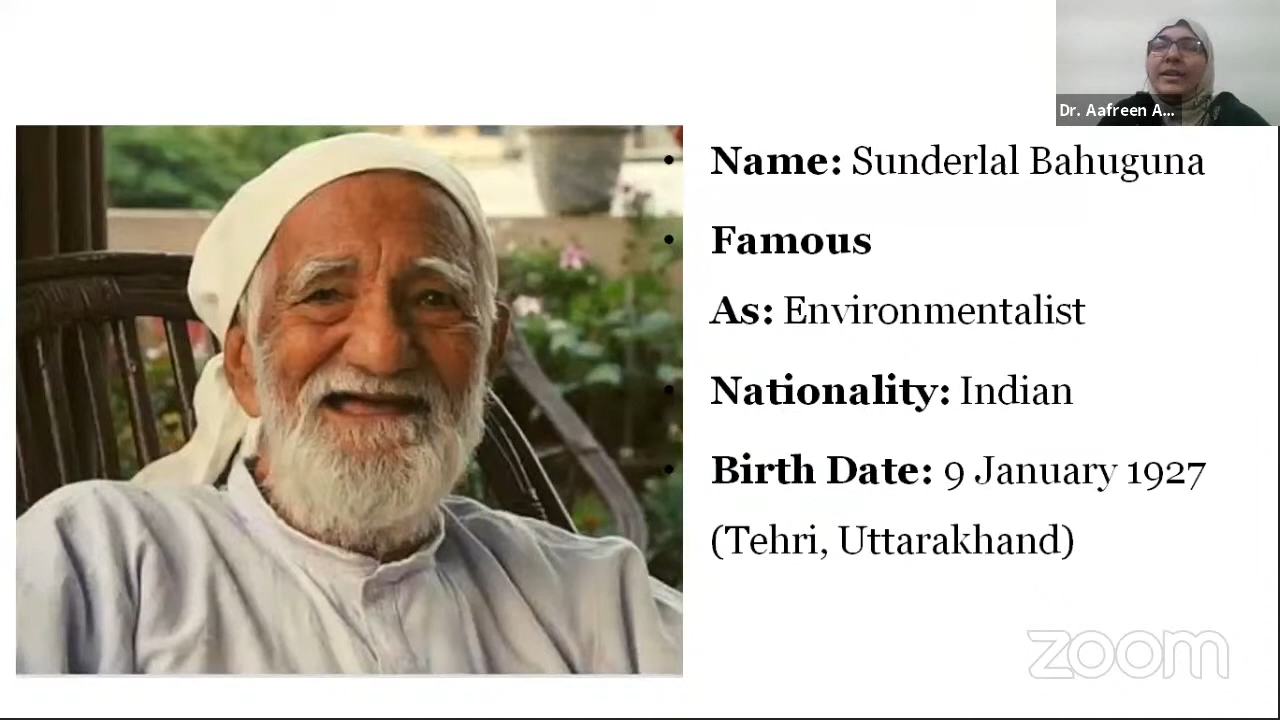 Dr. Aafreen A...
• Name: Sunderlal Bahuguna
• Famous
As: Environmentalist
• Nationality: Indian
• Birth Date: 9 January 1927
(Tehri, Uttarakhand)
zoom